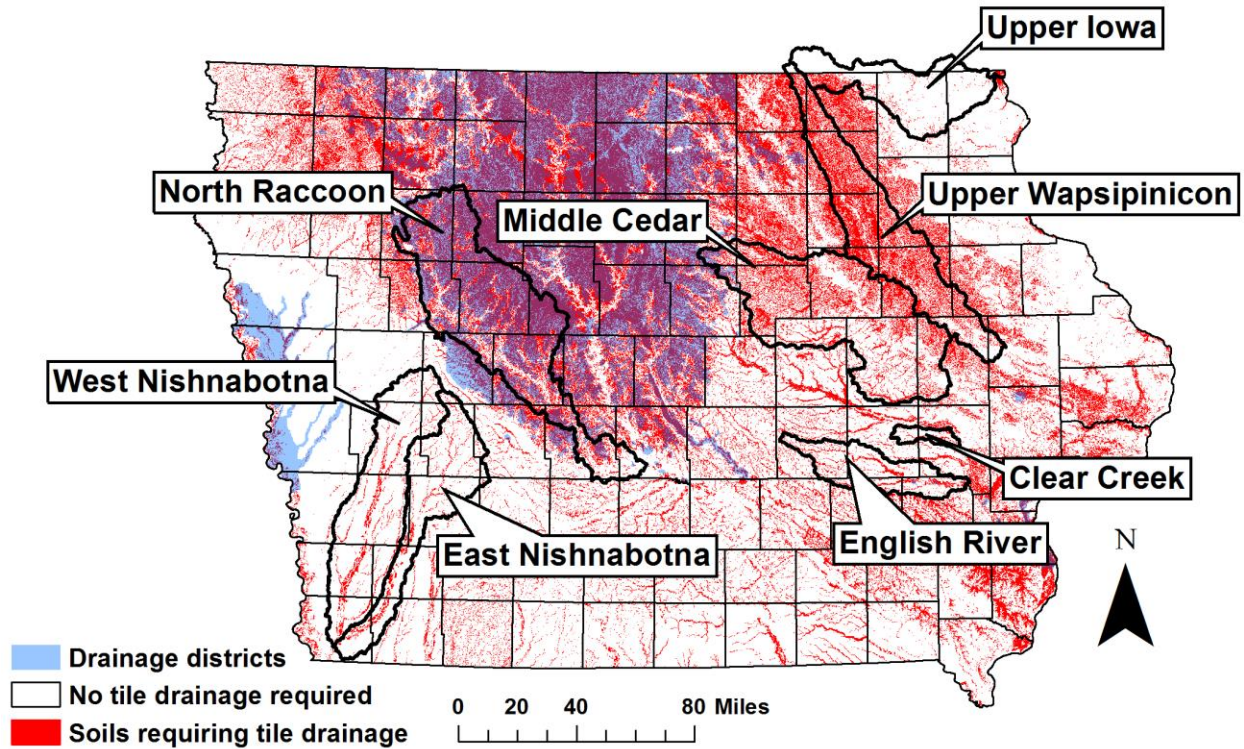 Upper Iowa
North Raccoon
Middle Cedar
Upper Wapsipinicon
West Nishnabotna
Clear Creek
English River
East Nishnabotna
N
Drainage districts
No tile drainage required
Soils requiring tile drainage
0 20 40 80 Miles